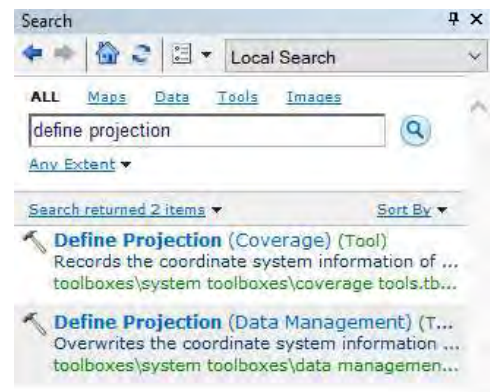 Search
Local Search
ALL Maps Data Tools Images
define projection
Any Extent
Search returned 2 items Sort By
Define Projection (Coverage) (Tool)
Records the coordinate system information of ...
toolboxes\system toolboxes\coverage tools.tb...
Define Projection (Data Management) (T...
Overwrites the coordinate system information ...
toolboxes\system toolboxes\data managemen...